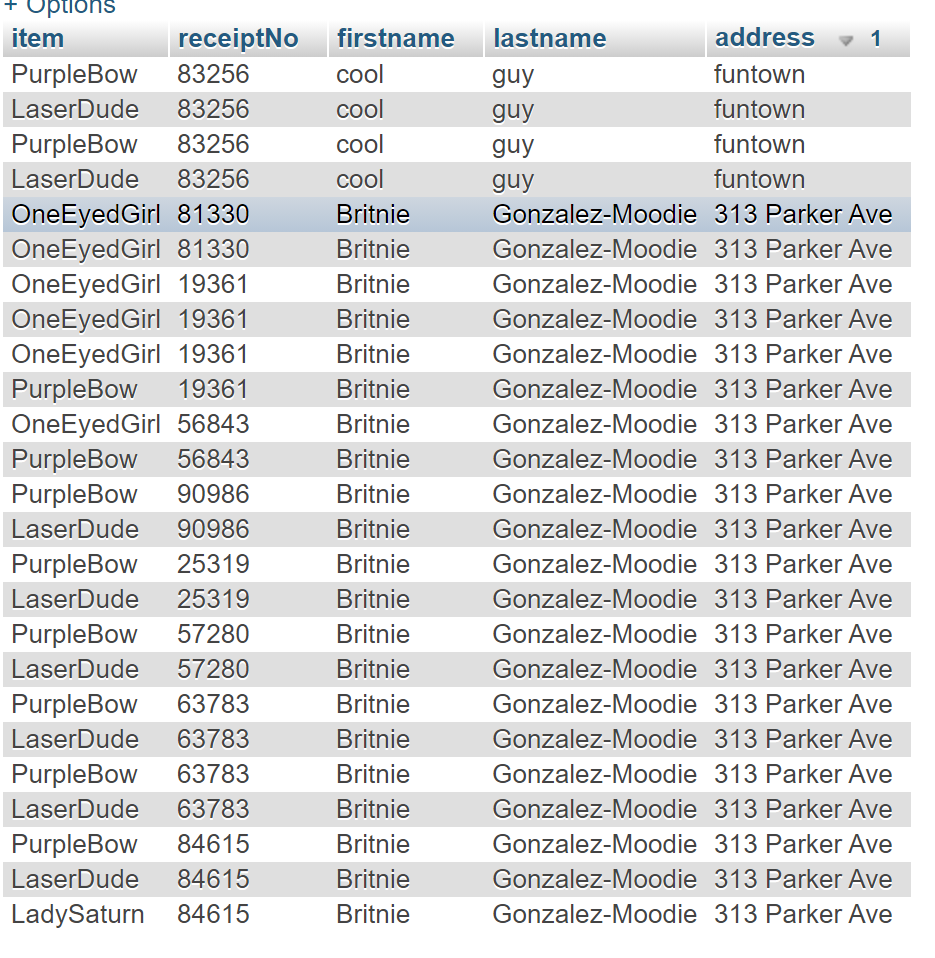 + Options
item receiptNo firstname lastname address 1
PurpleBow 83256 cool guy funtown
LaserDude 83256 cool guy funtown
PurpleBow 83256 cool guy funtown
LaserDude 83256 cool guy funtown
OneEyedGirl 81330 Britnie Gonzalez-Moodie 313 Parker Ave
OneEyedGirl 81330 Britnie Gonzalez-Moodie 313 Parker Ave
OneEyedGirl 19361 Britnie Gonzalez-Moodie 313 Parker Ave
OneEyedGirl 19361 Britnie Gonzalez-Moodie 313 Parker Ave
OneEyedGirl 19361 Britnie Gonzalez-Moodie 313 Parker Ave
PurpleBow 19361 Britnie Gonzalez-Moodie 313 Parker Ave
OneEyedGirl 56843 Britnie Gonzalez-Moodie 313 Parker Ave
PurpleBow 56843 Britnie Gonzalez-Moodie 313 Parker Ave
PurpleBow 90986 Britnie Gonzalez-Moodie 313 Parker Ave
LaserDude 90986 Britnie Gonzalez-Moodie 313 Parker Ave
PurpleBow 25319 Britnie Gonzalez-Moodie 313 Parker Ave
LaserDude 25319 Britnie Gonzalez-Moodie 313 Parker Ave
PurpleBow 57280 Britnie Gonzalez-Moodie 313 Parker Ave
LaserDude 57280 Britnie Gonzalez-Moodie 313 Parker Ave
PurpleBow 63783 Britnie Gonzalez-Moodie 313 Parker Ave
LaserDude 63783 Britnie Gonzalez-Moodie 313 Parker Ave
PurpleBow 63783 Britnie Gonzalez-Moodie 313 Parker Ave
LaserDude 63783 Britnie Gonzalez-Moodie 313 Parker Ave
PurpleBow 84615 Britnie Gonzalez-Moodie 313 Parker Ave
LaserDude 84615 Britnie Gonzalez-Moodie 313 Parker Ave
LadySaturn 84615 Britnie Gonzalez-Moodie 313 Parker Ave